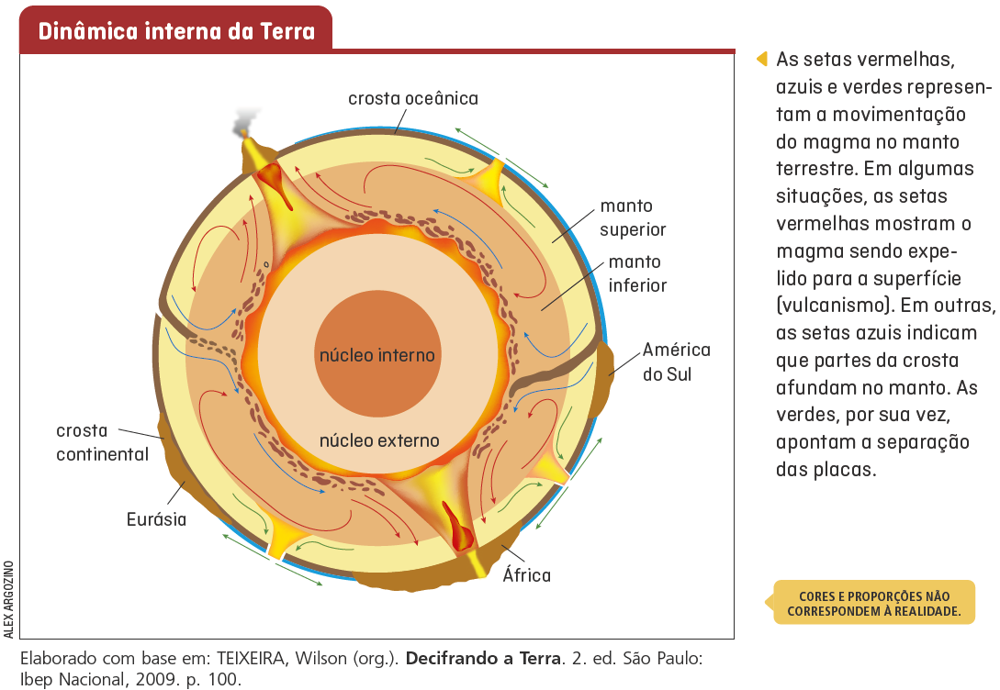 Dinâmica interna da Terra
crosta oceânica
manto
superior
manto
inferior
núcleo interno
América
do Sul
núcleo externo
crosta
continental
Eurásia
África
ALEX ARGOZINO
As setas vermelhas,
azuis e verdes represen-
tam a movimentação
do magma no manto
terrestre. Em algumas
situações, as setas
vermelhas mostram o
magma sendo expe-
lido para a superfície
(vulcanismo). Em outras,
as setas azuis indicam
que partes da crosta
afundam no manto. As
verdes, por sua vez,
apontam a separação
das placas.
CORES E PROPORÇÕES NÃO
CORRESPONDEM À REALIDADE.
Elaborado com base em: TEIXEIRA, Wilson (org.). Decifrando a Terra. 2. ed. São Paulo:
Ibep Nacional, 2009. p. 100.